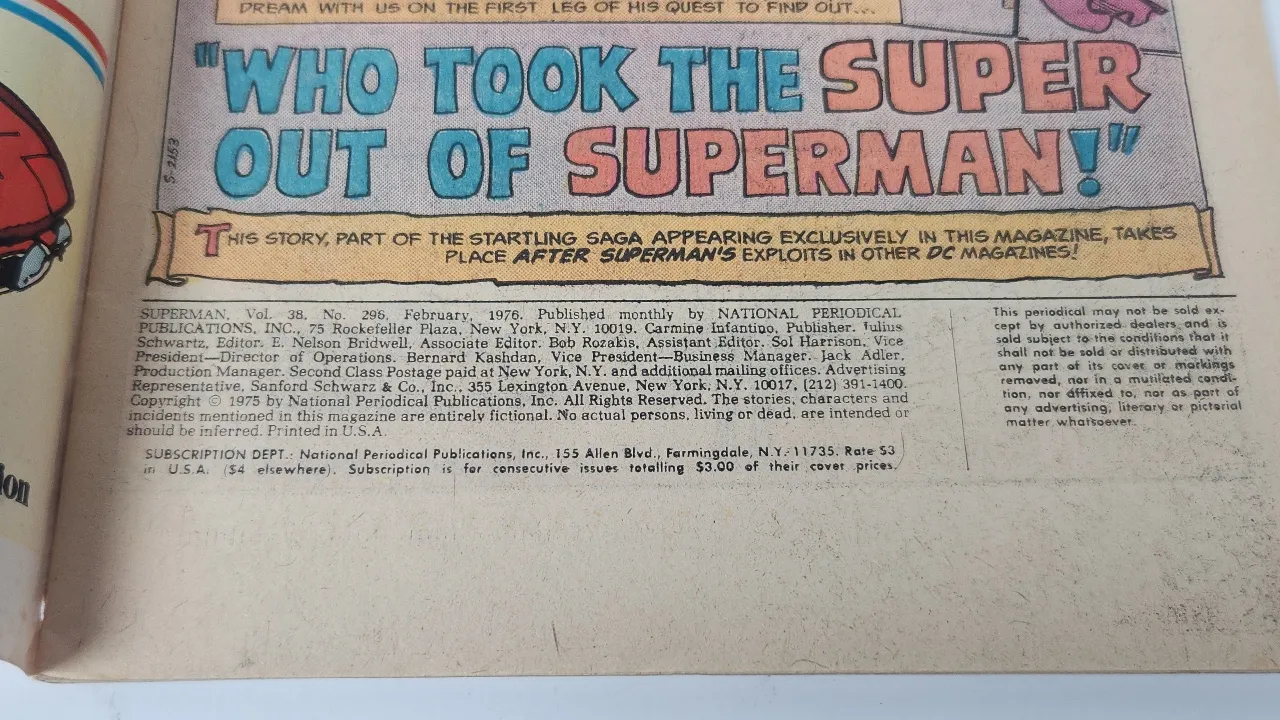 DREAM WITH US ON THE FIRST LEG OF HIS QUEST TO FIND OUT...
"WHO TOOK THE SUPER
OUT OF SUPERMAN!"
S-2153
THIS STORY, PART OF THE STARTLING SAGA APPEARING EXCLUSIVELY IN THIS MAGAZINE, TAKES
PLACE AFTER SUPERMAN'S EXPLOITS IN OTHER DC MAGAZINES!
SUPERMAN, Vol. 38, No. 296, February, 1976. Published monthly by NATIONAL PERIODICAL
PUBLICATIONS, INC., 75 Rockefeller Plaza, New York, N.Y. 10019. Carmine Infantino, Publisher. Julius
Schwartz, Editor. E. Nelson Bridwell, Associate Editor. Bob Rozakis, Assistant Editor. Sol Harrison, Vice
President—Director of Operations. Bernard Kashdan, Vice President—Business Manager. Jack Adler,
Production Manager. Second Class Postage paid at New York, N.Y. and additional mailing offices. Advertising
Representative, Sanford Schwarz & Co., Inc., 355 Lexington Avenue, New York, N.Y. 10017, (212) 391-1400.
Copyright © 1975 by National Periodical Publications, Inc. All Rights Reserved. The stories, characters and
incidents mentioned in this magazine are entirely fictional. No actual persons, living or dead, are intended or
should be inferred. Printed in U.S.A.
SUBSCRIPTION DEPT.: National Periodical Publications, Inc., 155 Allen Blvd., Farmingdale, N.Y. 11735. Rate $3
in U.S.A. ($4 elsewhere). Subscription is for consecutive issues totalling $3.00 of their cover prices.
This periodical may not be sold ex-
cept by authorized dealers and is
sold subject to the conditions that it
shall not be sold or distributed with
any part of its cover or markings
removed, nor in a mutilated condi-
tion, nor affixed to, nor as part of
any advertising, literary or pictorial
matter whatsoever.